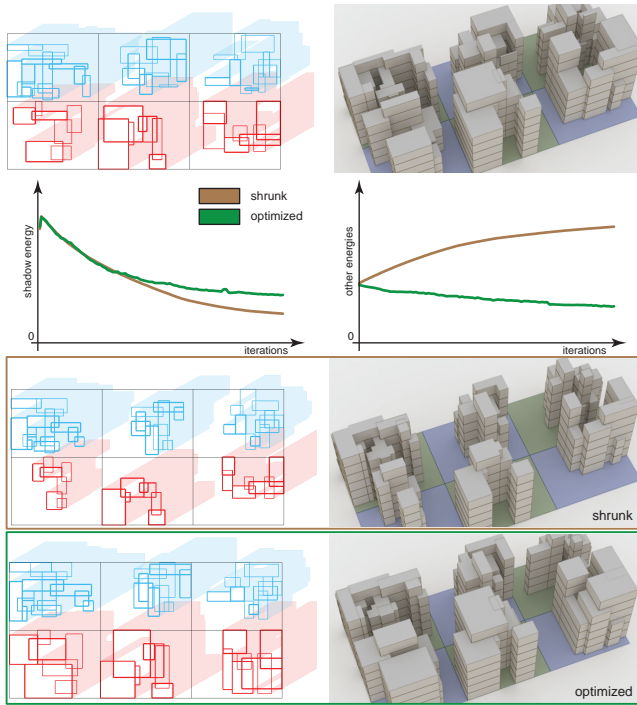 shrunk
optimized
shadow energy
0
iterations
other energies
0
iterations
shrunk
optimized